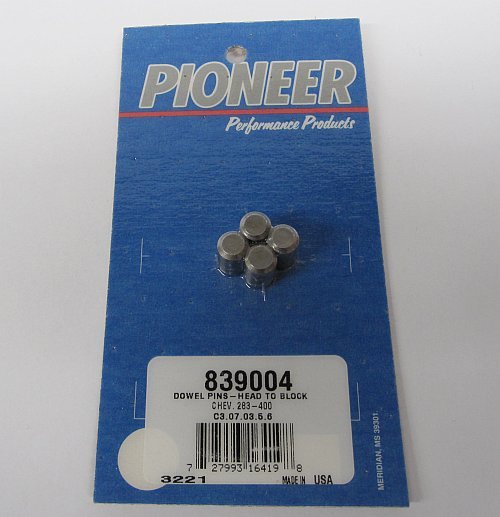 PIONEER
Performance Products
839004
DOWEL PINS-HEAD TO BLOCK
CHEV. 283-400
C3.07.03.5.6
7 27993 16419 8
3221 MADE IN USA
MERIDIAN, MS 39301